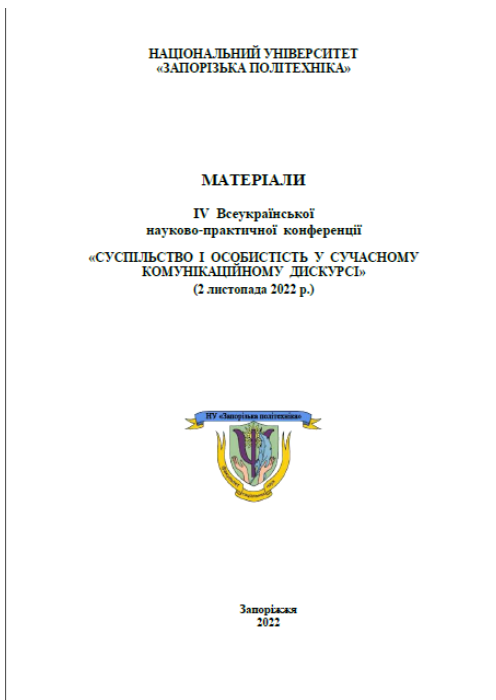 НАЦІОНАЛЬНИЙ УНІВЕРСИТЕТ
«ЗАПОРІЗЬКА ПОЛІТЕХНІКА»
МАТЕРІАЛИ
IV Всеукраїнської
науково-практичної конференції
«СУСПІЛЬСТВО І ОСОБИСТІСТЬ У СУЧАСНОМУ
КОМУНІКАЦІЙНОМУ ДИСКУРСІ»
(2 листопада 2022 р.)
НУ «Запорізька політехніка»
Запоріжжя
2022